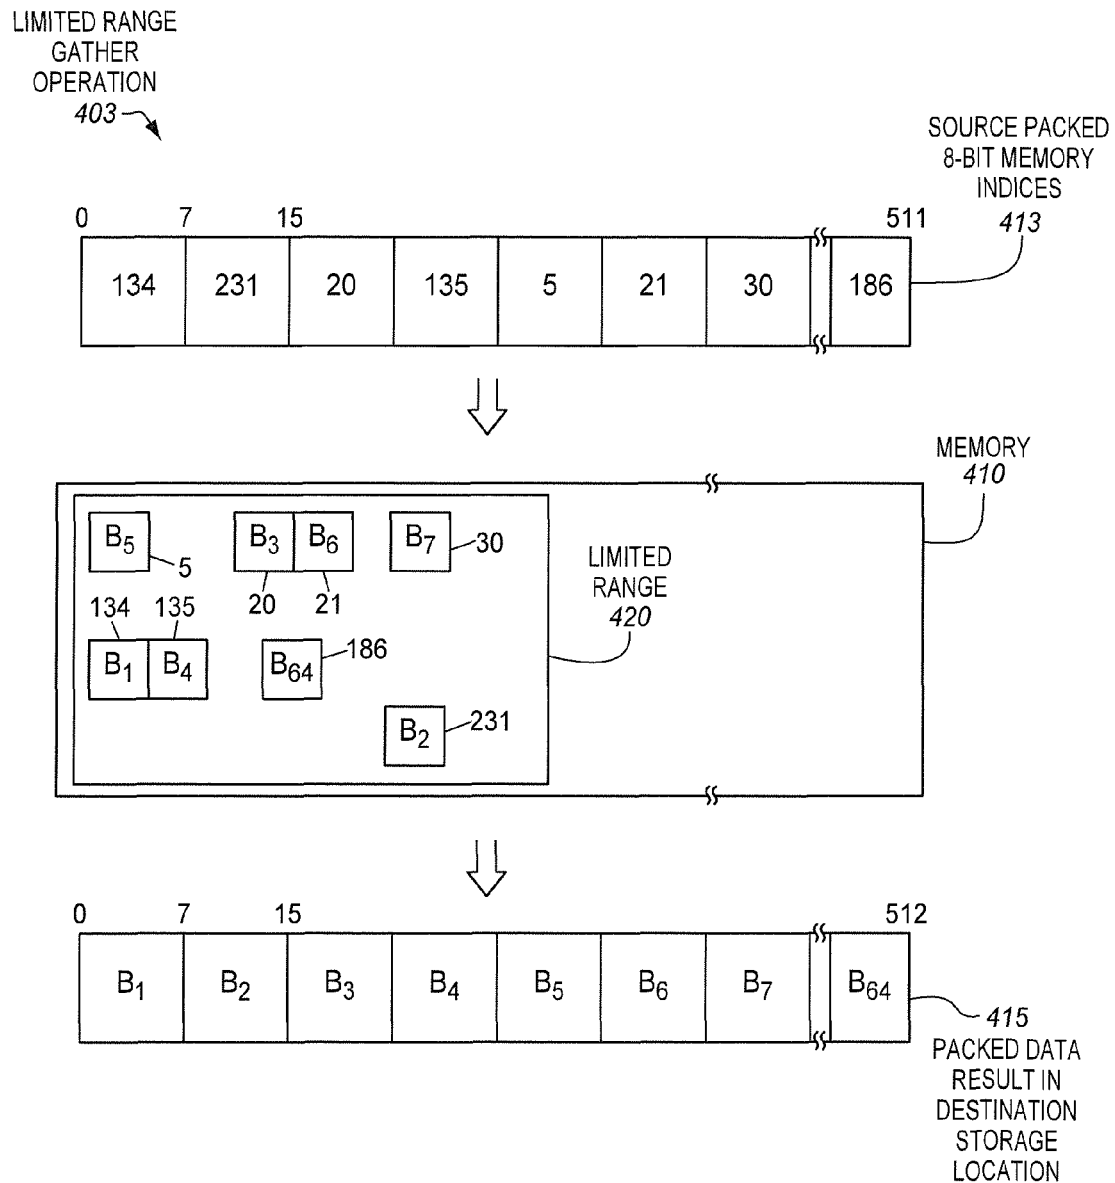 LIMITED RANGE
GATHER
OPERATION
403
SOURCE PACKED
8-BIT MEMORY
INDICES
413
0 7 15 511
134 231 20 135 5 21 30 186
MEMORY
410
B5 B3 B6 B7
5 30
LIMITED
RANGE
420
134 135 20 21
B1 B4 B64 186
B2 231
0 7 15 512
B1 B2 B3 B4 B5 B6 B7 B64
415
PACKED DATA
RESULT IN
DESTINATION
STORAGE
LOCATION